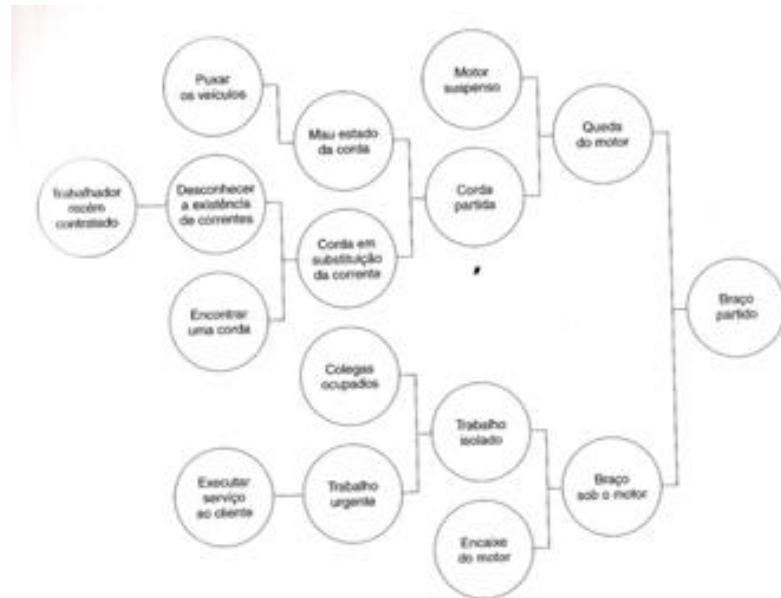 Puxar
os veículos
Motor
suspenso
Mau estado
da corda
Queda
do motor
Trabalhador
recém
contratado
Desconhecer
a existência
de correntes
Corda
partida
Corda em
substituição
da corrente
Encontrar
uma corda
Braço
partido
Colegas
ocupados
Trabalho
isolado
Executar
serviço
ao cliente
Trabalho
urgente
Braço
sob o motor
Encaixe
do motor